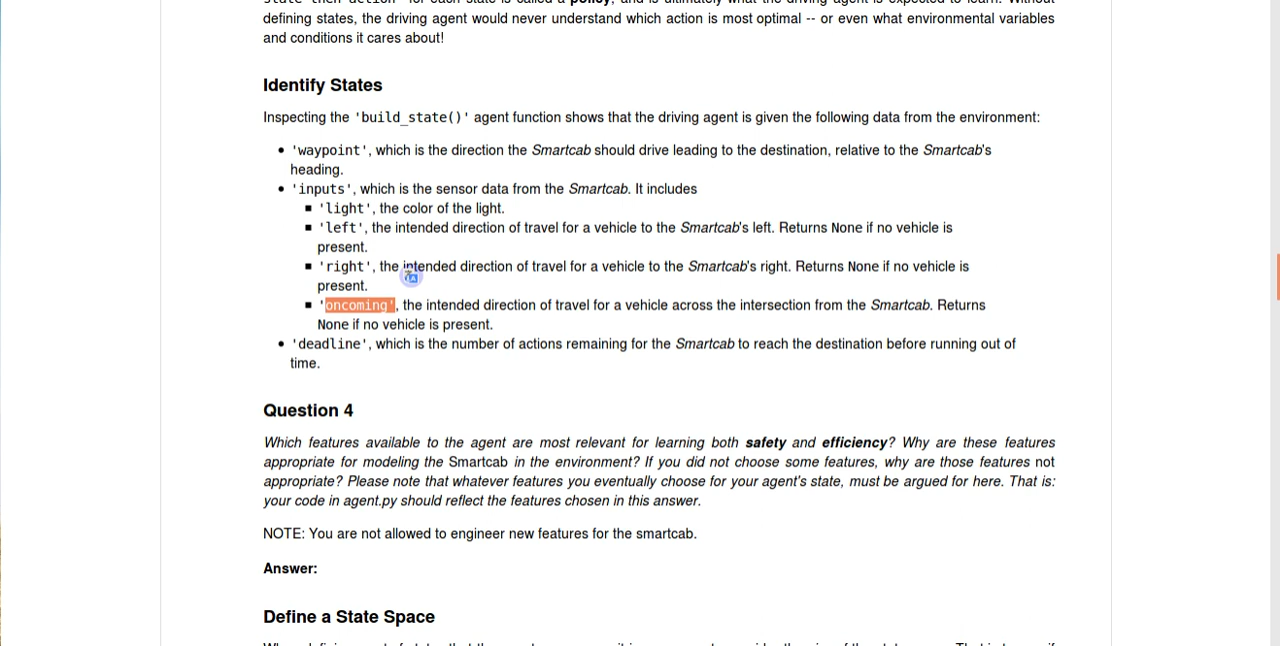 defining states, the driving agent would never understand which action is most optimal -- or even what environmental variables
and conditions it cares about!
Identify States
Inspecting the 'build_state()' agent function shows that the driving agent is given the following data from the environment:
• 'waypoint', which is the direction the Smartcab should drive leading to the destination, relative to the Smartcab's
heading.
• 'inputs', which is the sensor data from the Smartcab. It includes
▪ 'light', the color of the light.
▪ 'left', the intended direction of travel for a vehicle to the Smartcab's left. Returns None if no vehicle is
present.
▪ 'right', the intended direction of travel for a vehicle to the Smartcab's right. Returns None if no vehicle is
present.
▪ 'oncoming', the intended direction of travel for a vehicle across the intersection from the Smartcab. Returns
None if no vehicle is present.
• 'deadline', which is the number of actions remaining for the Smartcab to reach the destination before running out of
time.
Question 4
Which features available to the agent are most relevant for learning both safety and efficiency? Why are these features
appropriate for modeling the Smartcab in the environment? If you did not choose some features, why are those features not
appropriate? Please note that whatever features you eventually choose for your agent's state, must be argued for here. That is:
your code in agent.py should reflect the features chosen in this answer.
NOTE: You are not allowed to engineer new features for the smartcab.
Answer:
Define a State Space